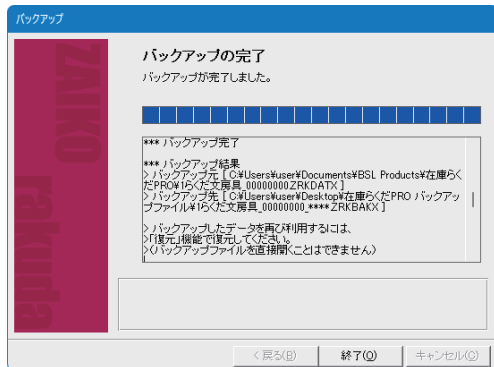 バックアップ
ZAIKO rakuda
バックアップの完了
バックアップが完了しました。
*** バックアップ完了
*** バックアップ結果
> バックアップ元 [ C:¥Users¥user¥Documents¥BSL Products¥在庫らく
だPRO¥1らくだ文房具_00000000.ZRKDATX ]
> バックアップ先 [ C:¥Users¥user¥Desktop¥在庫らくだPRO バックアッ
プファイル¥1らくだ文房具_00000000_****.ZRKBAKX ]
> バックアップしたデータを再び利用するには、
>「復元」機能で復元してください。
>(バックアップファイルを直接開くことはできません)
< 戻る(B)
終了(O)
キャンセル(C)